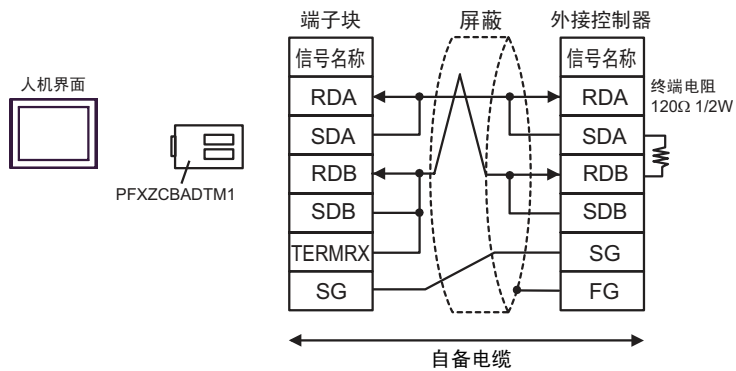 端子块
屏蔽
外接控制器
人机界面
PFXZCBADTM1
信号名称
RDA
SDA
RDB
SDB
TERMRX
SG
信号名称
RDA
SDA
RDB
SDB
SG
FG
终端电阻
120Ω 1/2W
自备电缆